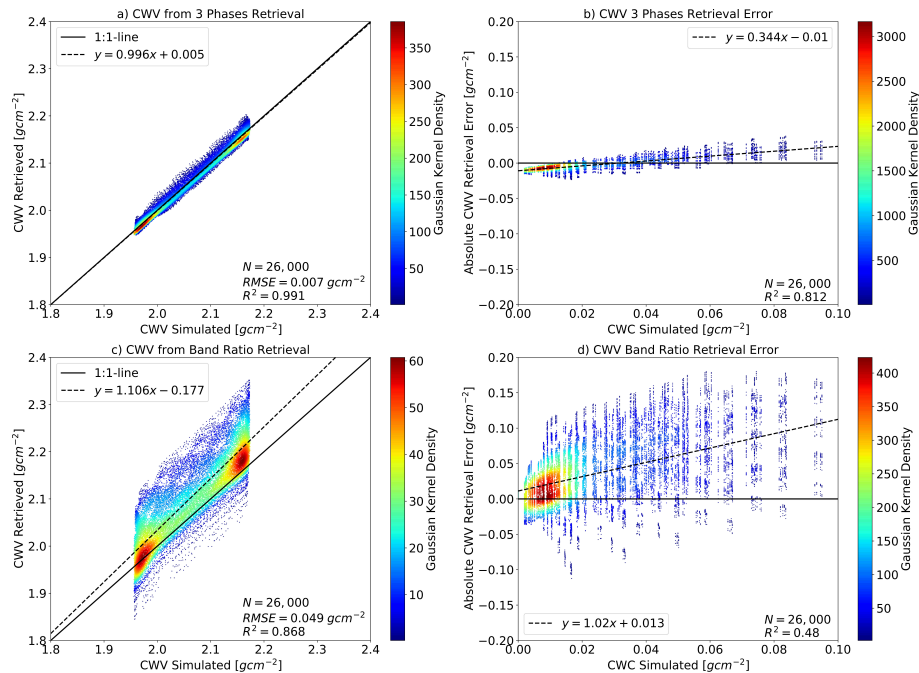 a) CWV from 3 Phases Retrieval
1:1-line
y = 0.996x + 0.005
2.4
2.3
2.2
2.1
2.0
1.9
1.8
CWV Retrieved [gcm⁻²]
N = 26,000
RMSE = 0.007 gcm⁻²
R² = 0.991
1.8 2.0 2.1 2.2 2.4
CWV Simulated [gcm⁻²]
350
300
250
200
150
100
50
Gaussian Kernel Density
b) CWV 3 Phases Retrieval Error
y = 0.344x − 0.01
0.20
0.15
0.10
0.05
0.00
−0.05
−0.10
−0.15
−0.20
Absolute CWV Retrieval Error [gcm⁻²]
N = 26,000
R² = 0.812
0.00 0.02 0.04 0.06 0.08 0.10
CWC Simulated [gcm⁻²]
3000
2500
2000
1500
1000
500
Gaussian Kernel Density
c) CWV from Band Ratio Retrieval
1:1-line
y = 1.106x − 0.177
2.4
2.3
2.2
2.1
2.0
1.9
1.8
CWV Retrieved [gcm⁻²]
N = 26,000
RMSE = 0.049 gcm⁻²
R² = 0.868
1.8 2.0 2.1 2.2 2.4
CWV Simulated [gcm⁻²]
60
50
40
30
20
10
Gaussian Kernel Density
d) CWV Band Ratio Retrieval Error
0.20
0.15
0.10
0.05
0.00
−0.05
−0.10
−0.15
−0.20
Absolute CWV Retrieval Error [gcm⁻²]
y = 1.02x + 0.013
N = 26,000
R² = 0.48
0.00 0.02 0.04 0.06 0.08 0.10
CWC Simulated [gcm⁻²]
400
350
300
250
200
150
100
50
Gaussian Kernel Density